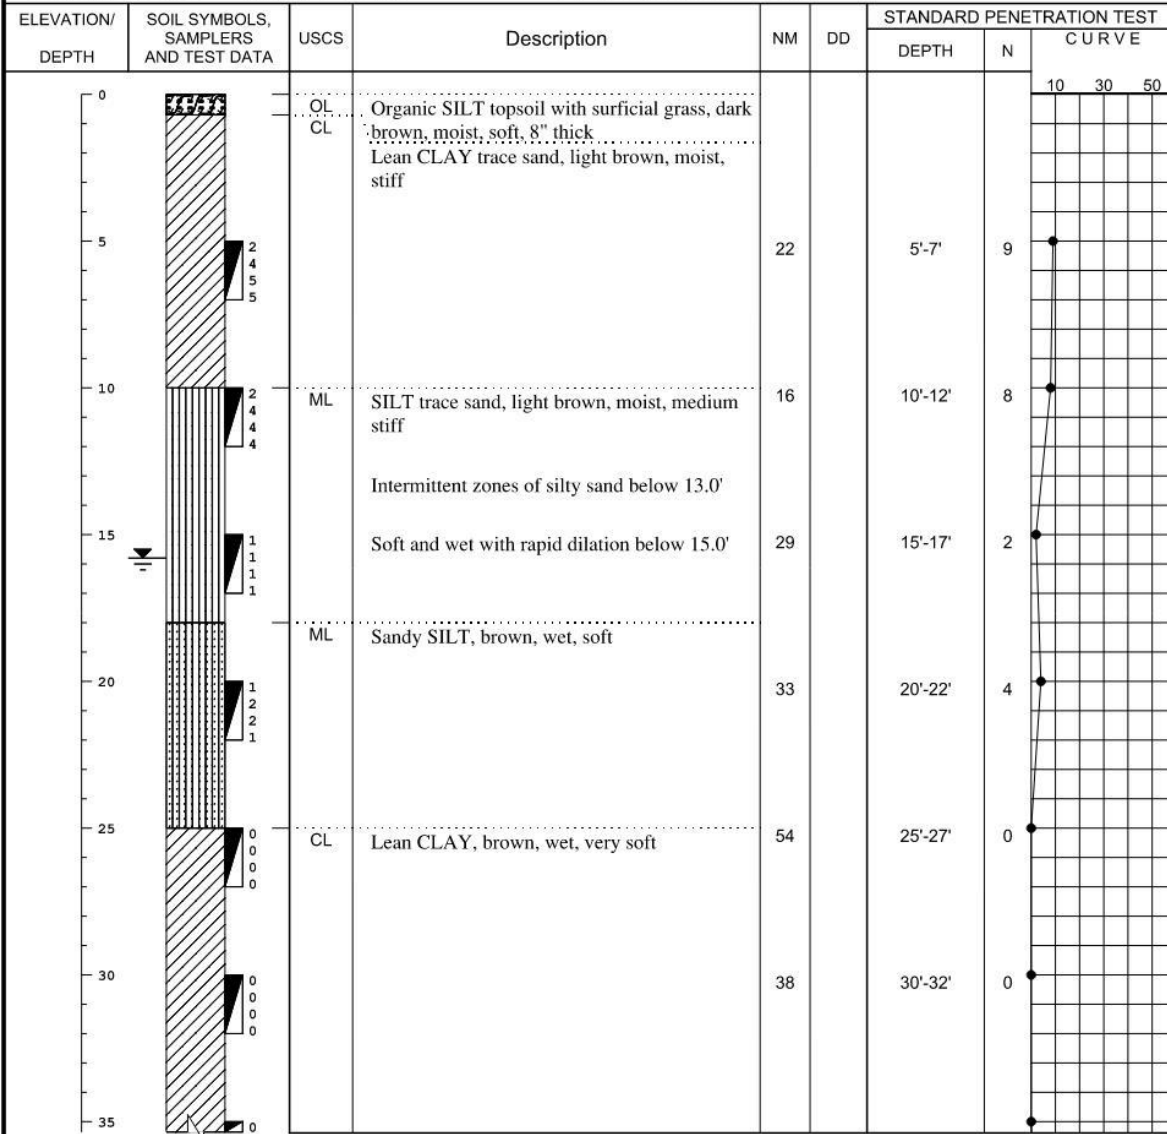 ELEVATION/
DEPTH
SOIL SYMBOLS,
SAMPLERS
AND TEST DATA
USCS
Description
NM
DD
STANDARD PENETRATION TEST
DEPTH
N
CURVE
10 30 50
0
OL
Organic SILT topsoil with surficial grass, dark
brown, moist, soft, 8" thick
CL
Lean CLAY trace sand, light brown, moist,
stiff
5
2
4
5
5
22
5'-7'
9
10
2
4
4
4
ML
SILT trace sand, light brown, moist, medium
stiff
16
10'-12'
8
Intermittent zones of silty sand below 13.0'
15
1
1
1
1
Soft and wet with rapid dilation below 15.0'
29
15'-17'
2
ML
Sandy SILT, brown, wet, soft
20
1
2
2
1
33
20'-22'
4
25
0
0
0
0
CL
Lean CLAY, brown, wet, very soft
54
25'-27'
0
30
0
0
0
0
38
30'-32'
0
35
0